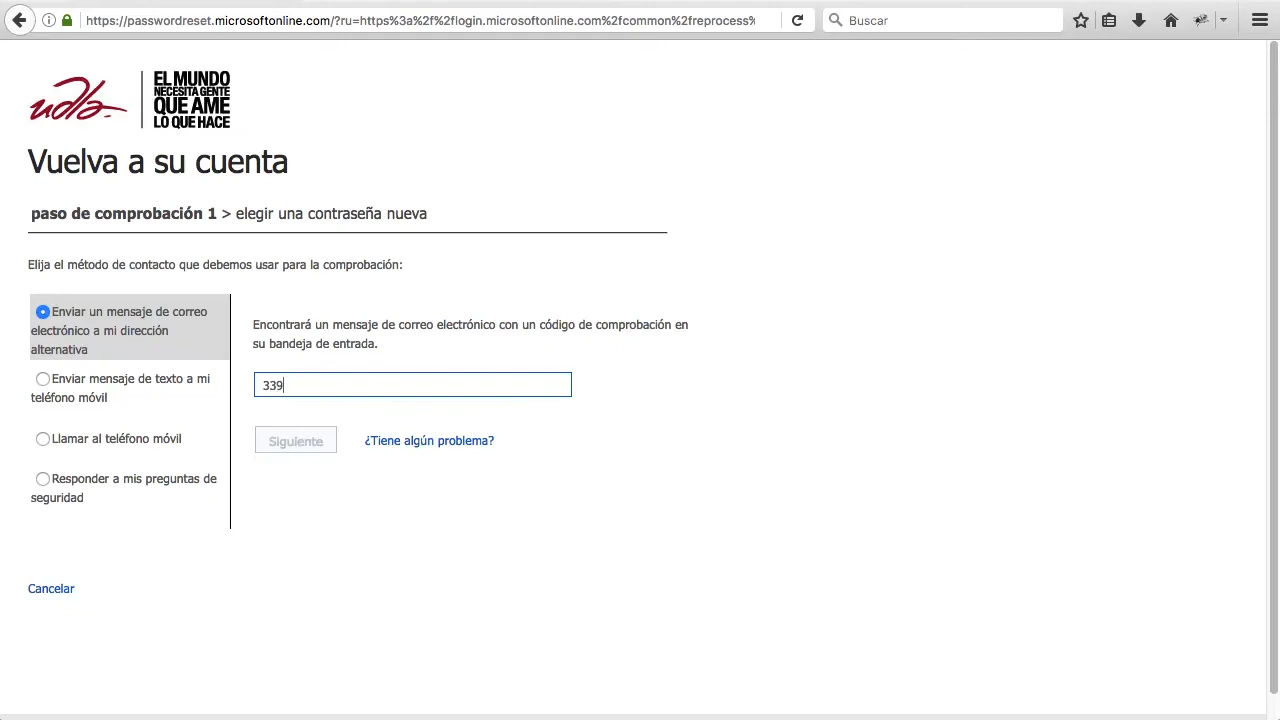 https://passwordreset.microsoftonline.com/?ru=https%3a%2f%2flogin.microsoftonline.com%2fcommon%2freprocess%
Buscar
udla.
EL MUNDO
NECESITA GENTE
QUE AME
LO QUE HACE
Vuelva a su cuenta
paso de comprobación 1 > elegir una contraseña nueva
Elija el método de contacto que debemos usar para la comprobación:
Enviar un mensaje de correo
electrónico a mi dirección
alternativa
Enviar mensaje de texto a mi
teléfono móvil
Llamar al teléfono móvil
Responder a mis preguntas de
seguridad
Encontrará un mensaje de correo electrónico con un código de comprobación en
su bandeja de entrada.
339
Siguiente
¿Tiene algún problema?
Cancelar